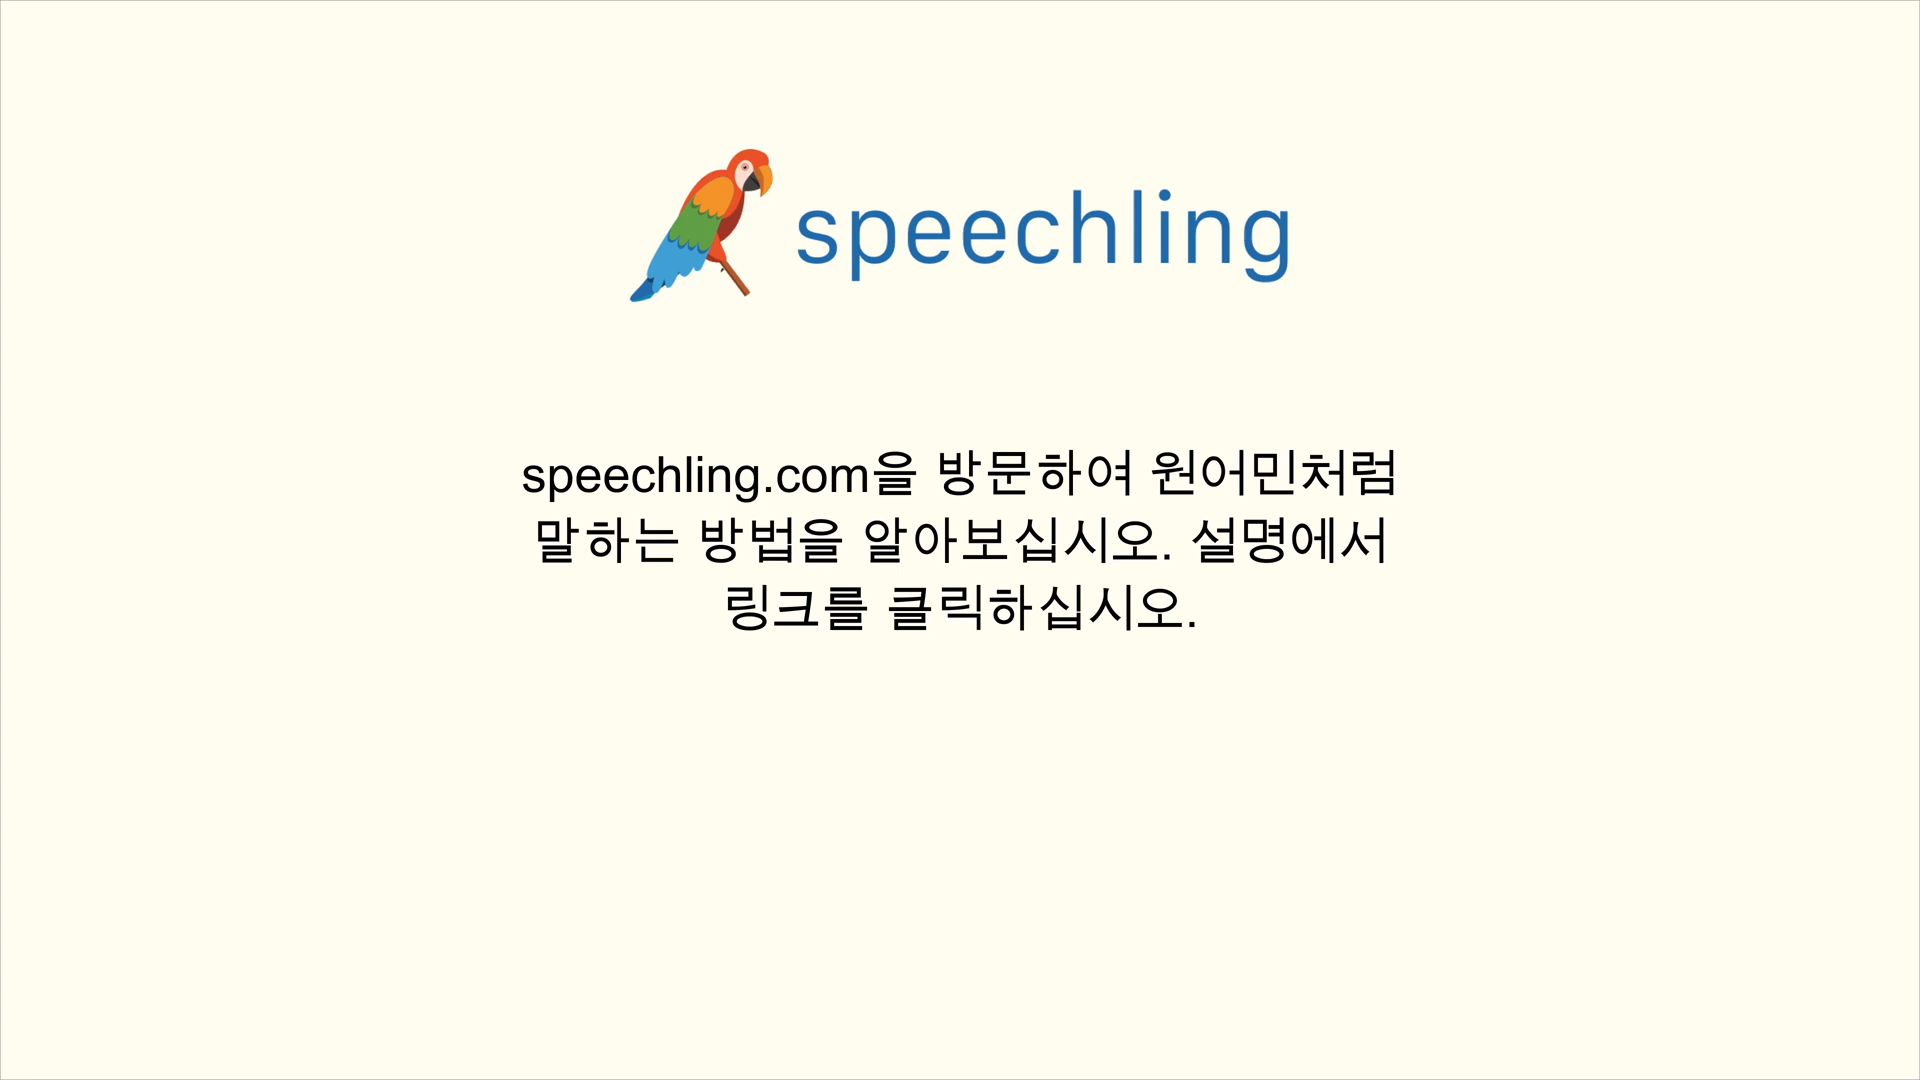 speechling
speechling.com을 방문하여 원어민처럼
말하는 방법을 알아보십시오. 설명에서
링크를 클릭하십시오.